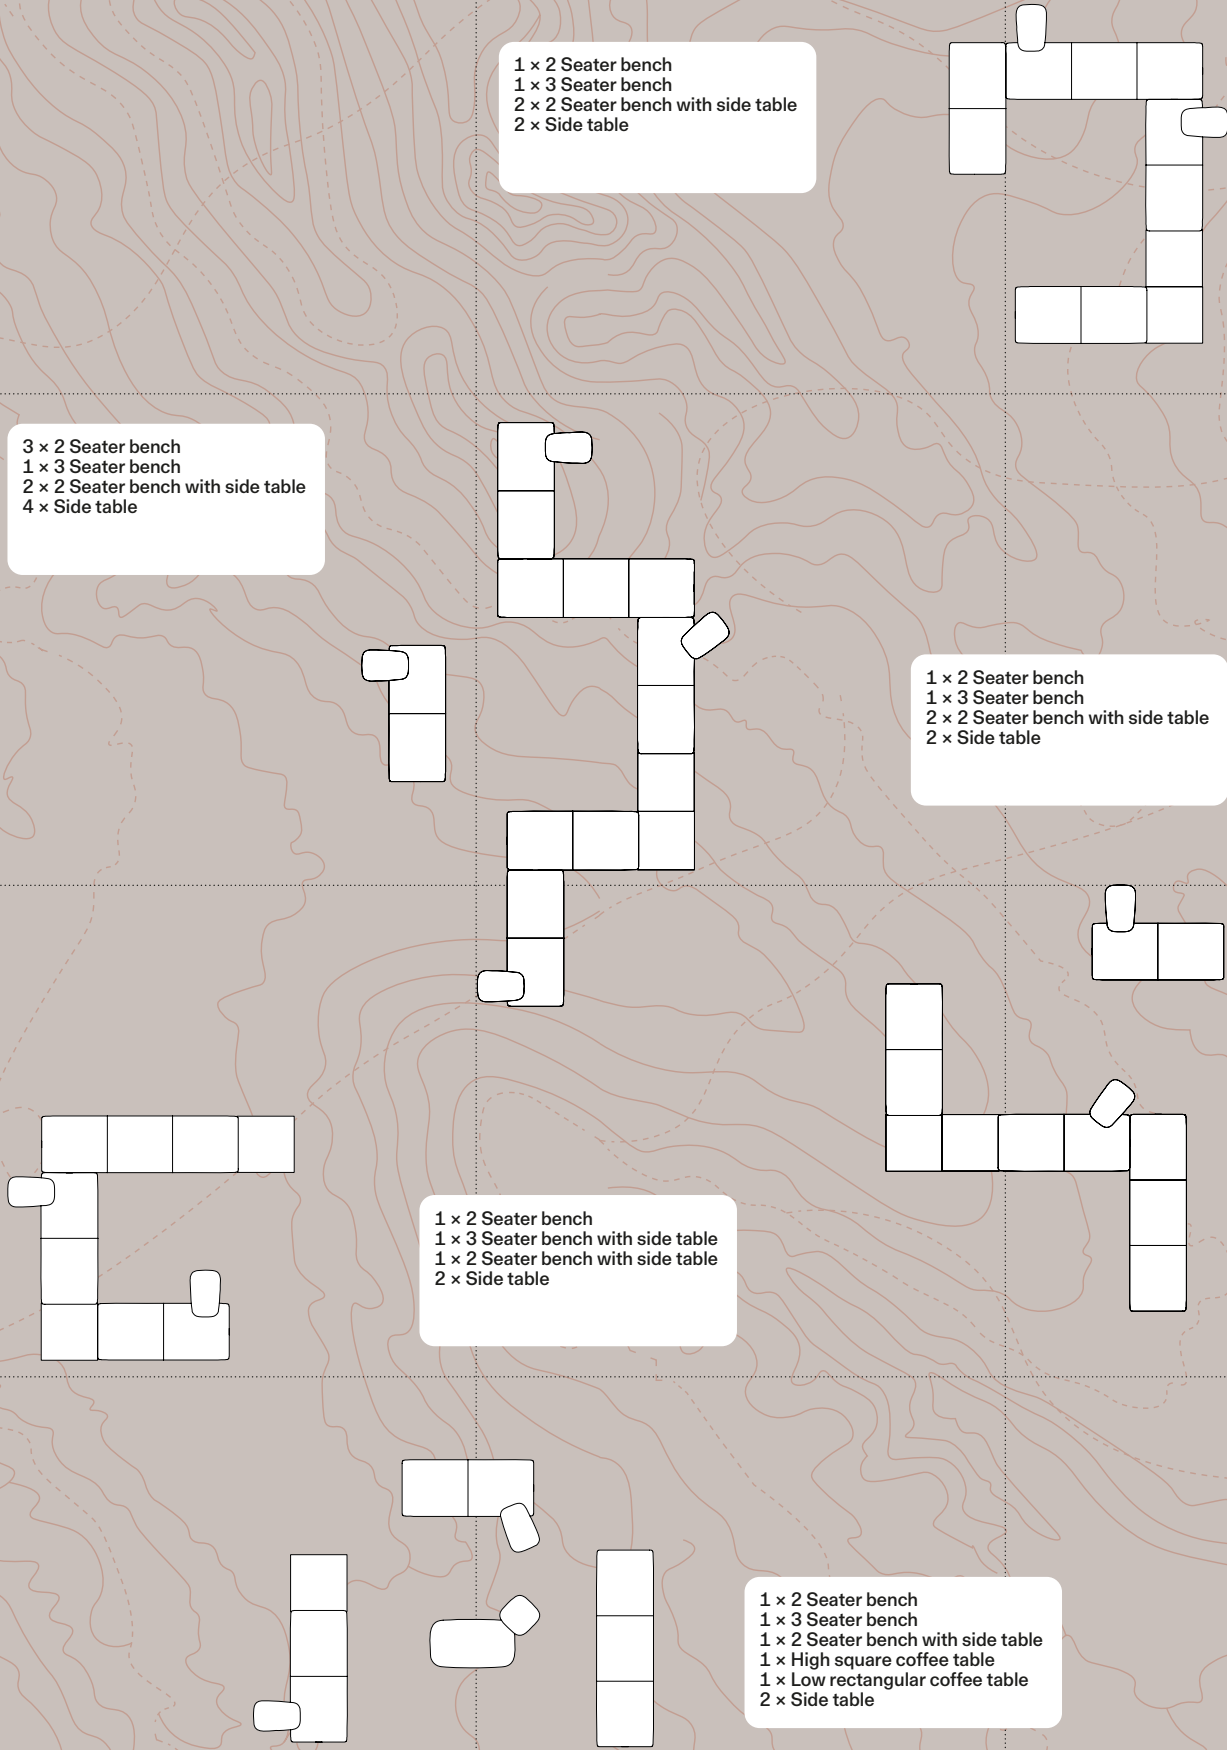 1 × 2 Seater bench
1 × 3 Seater bench
2 × 2 Seater bench with side table
2 × Side table
3 × 2 Seater bench
1 × 3 Seater bench
2 × 2 Seater bench with side table
4 × Side table
1 × 2 Seater bench
1 × 3 Seater bench
2 × 2 Seater bench with side table
2 × Side table
1 × 2 Seater bench
1 × 3 Seater bench with side table
1 × 2 Seater bench with side table
2 × Side table
1 × 2 Seater bench
1 × 3 Seater bench
1 × 2 Seater bench with side table
1 × High square coffee table
1 × Low rectangular coffee table
2 × Side table